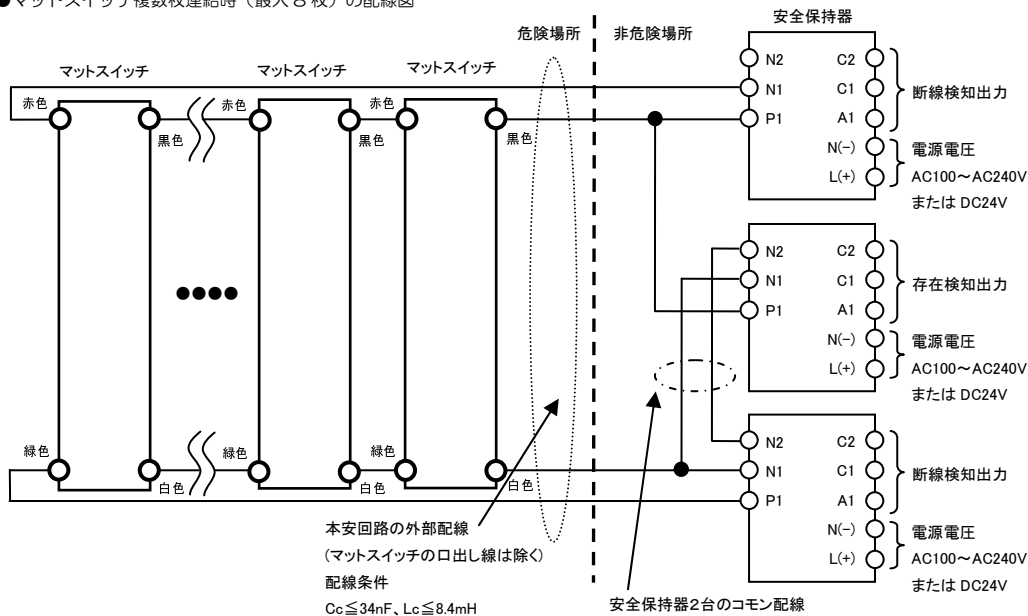 ●マットスイッチ複数枚連結時（最大８枚）の配線図
危険場所
非危険場所
安全保持器
マットスイッチ
マットスイッチ
マットスイッチ
赤色
黒色
赤色
黒色
赤色
黒色
緑色
白色
緑色
白色
緑色
白色
N2
N1
P1
C2
C1
A1
N(-)
L(+)
断線検知出力
電源電圧
AC100～AC240V
または DC24V
N2
N1
P1
C2
C1
A1
N(-)
L(+)
存在検知出力
電源電圧
AC100～AC240V
または DC24V
N2
N1
P1
C2
C1
A1
N(-)
L(+)
断線検知出力
電源電圧
AC100～AC240V
または DC24V
本安回路の外部配線
(マットスイッチの口出し線は除く)
配線条件
Cc≦34nF、Lc≦8.4mH
安全保持器２台のコモン配線